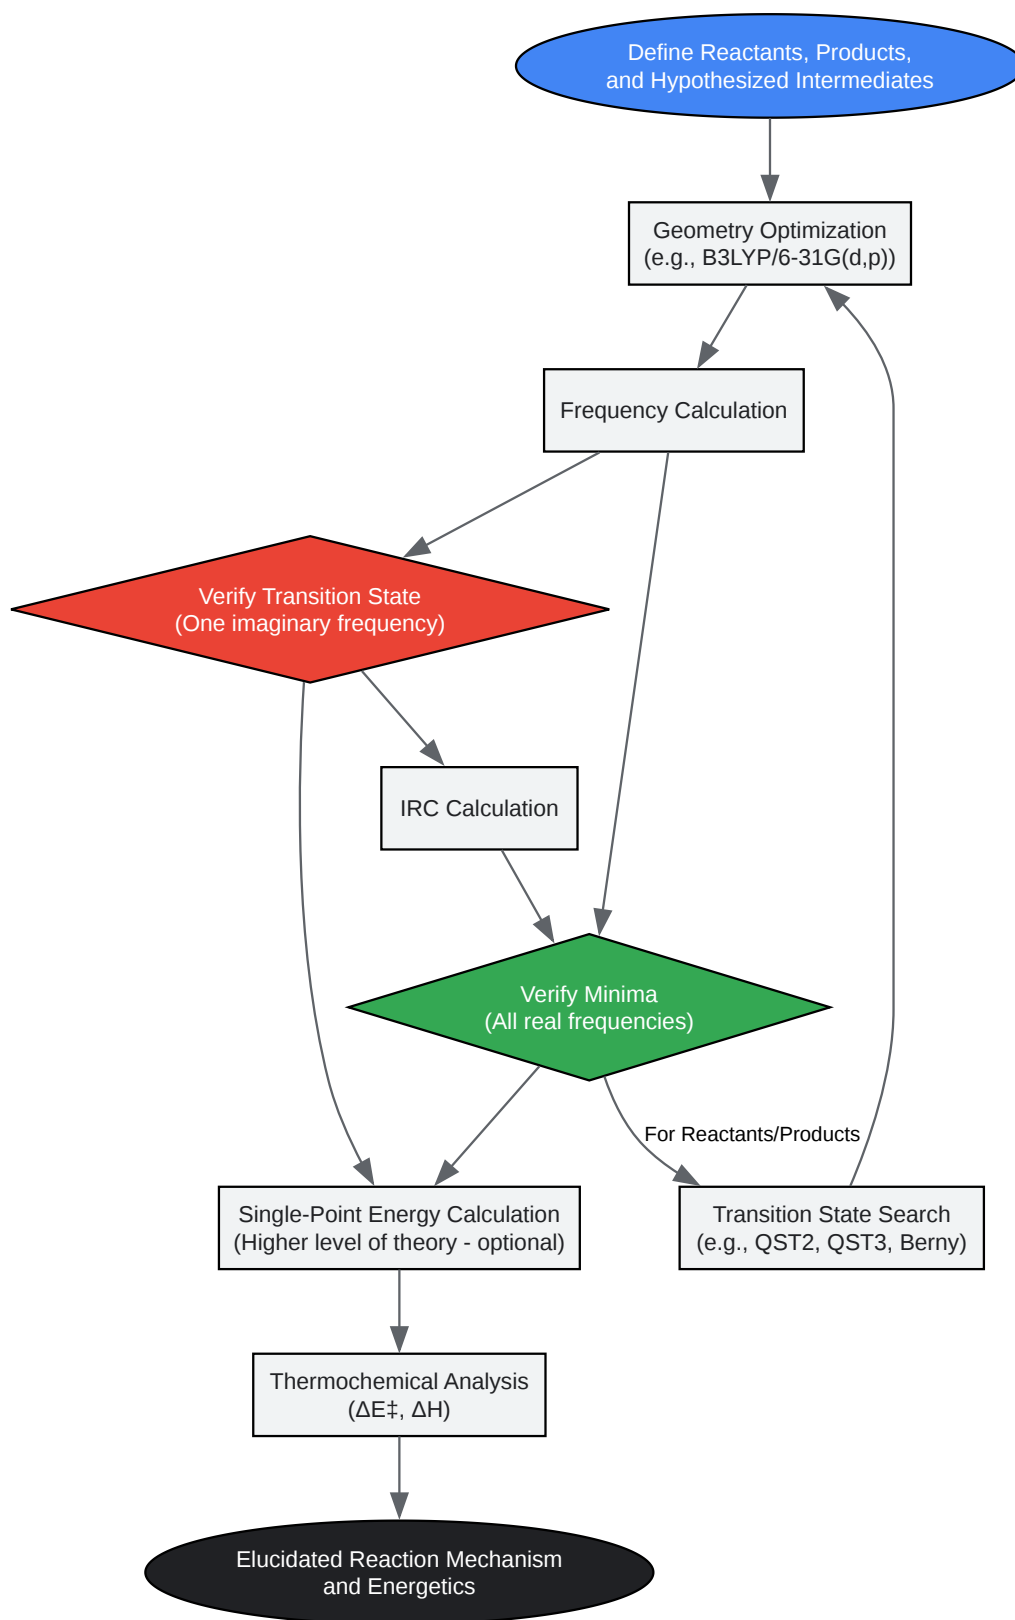 Define Reactants, Products,
and Hypothesized Intermediates
Geometry Optimization
(e.g., B3LYP/6-31G(d,p))
Frequency Calculation
Verify Transition State
(One imaginary frequency)
IRC Calculation
Verify Minima
(All real frequencies)
For Reactants/Products
Single-Point Energy Calculation
(Higher level of theory - optional)
Transition State Search
(e.g., QST2, QST3, Berny)
Thermochemical Analysis
(ΔE‡, ΔH)
Elucidated Reaction Mechanism
and Energetics